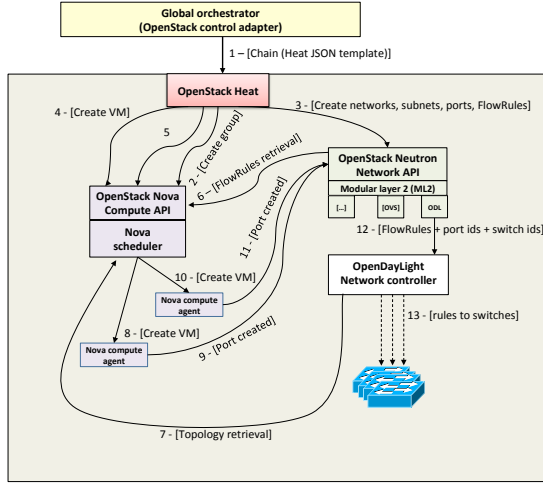 Global orchestrator
(OpenStack control adapter)
1 – [Chain (Heat JSON template)]
OpenStack Heat
4 - [Create VM]
5
2 - [Create group]
3 - [Create networks, subnets, ports, FlowRules]
6 – [FlowRules retrieval]
OpenStack Neutron
Network API
Modular layer 2 (ML2)
[…]
[OVS]
ODL
OpenStack Nova
Compute API
Nova
scheduler
11 - [Port created]
12 - [FlowRules + port ids + switch ids]
OpenDayLight
Network controller
10 - [Create VM]
Nova compute
agent
8 - [Create VM]
Nova compute
agent
9 - [Port created]
13 - [rules to switches]
7 - [Topology retrieval]